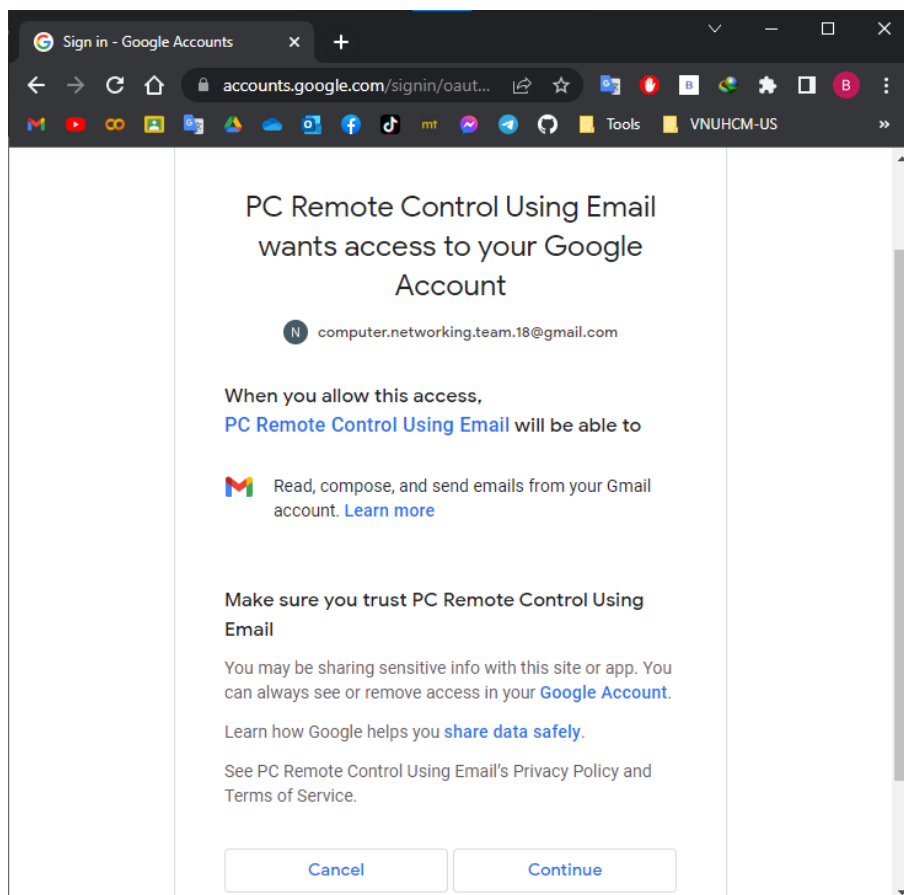 Sign in - Google Accounts
accounts.google.com/signin/oaut...
B
B
mt
Tools
VNUHCM-US
»
PC Remote Control Using Email
wants access to your Google
Account
N computer.networking.team.18@gmail.com
When you allow this access,
PC Remote Control Using Email will be able to
Read, compose, and send emails from your Gmail
account. Learn more
Make sure you trust PC Remote Control Using
Email
You may be sharing sensitive info with this site or app. You
can always see or remove access in your Google Account.
Learn how Google helps you share data safely.
See PC Remote Control Using Email's Privacy Policy and
Terms of Service.
Cancel
Continue